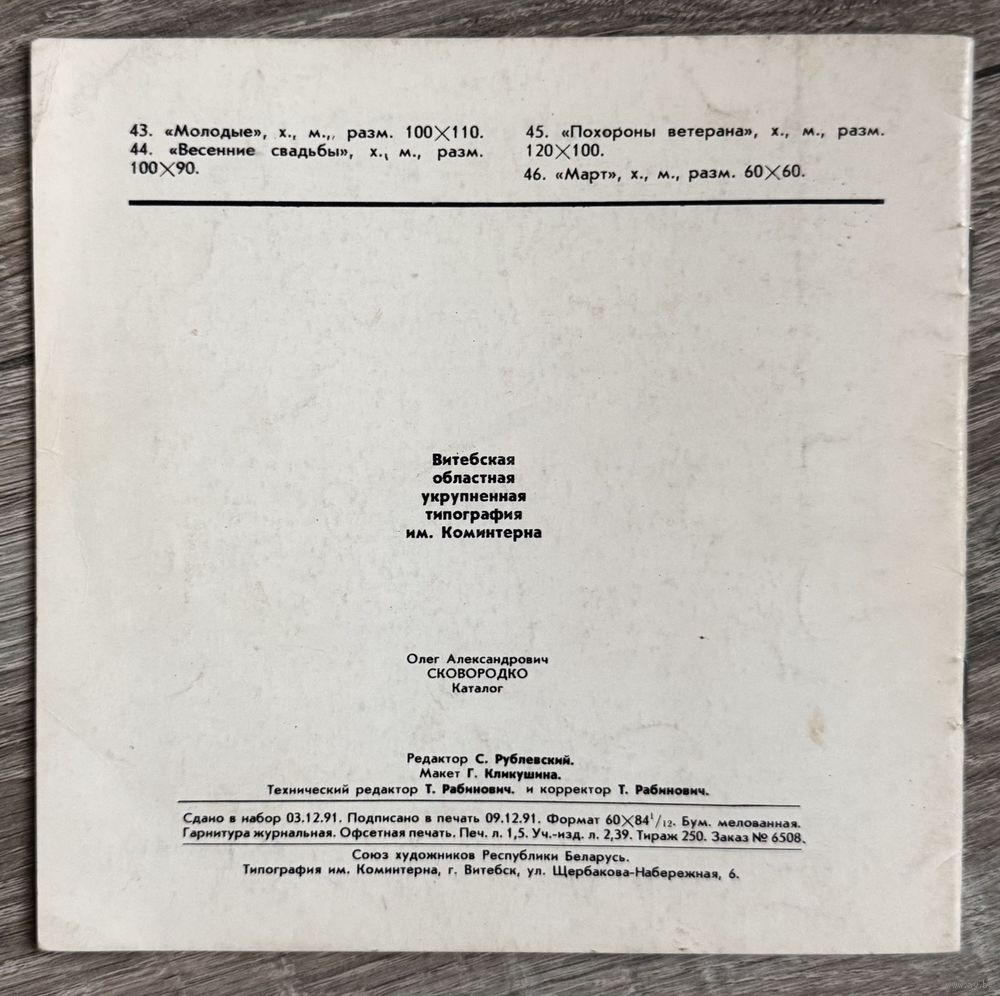 43. «Молодые», х., м.,, разм. 100×110.
44. «Весенние свадьбы», х., м., разм.
100×90.
45. «Похороны ветерана», х., м., разм.
120×100.
46. «Март», х., м., разм. 60×60.
Витебская
областная
укрупненная
типография
им. Коминтерна
Олег Александрович
СКОВОРОДКО
Каталог
Редактор С. Рублевский.
Макет Г. Кликушина.
Технический редактор Т. Рабинович. и корректор Т. Рабинович.
Сдано в набор 03.12.91. Подписано в печать 09.12.91. Формат 60×84¹/₁₂. Бум. мелованная.
Гарнитура журнальная. Офсетная печать. Печ. л. 1,5. Уч.-изд. л. 2,39. Тираж 250. Заказ № 6508.
Союз художников Республики Беларусь.
Типография им. Коминтерна, г. Витебск, ул. Щербакова-Набережная, 6.
www.ay.by